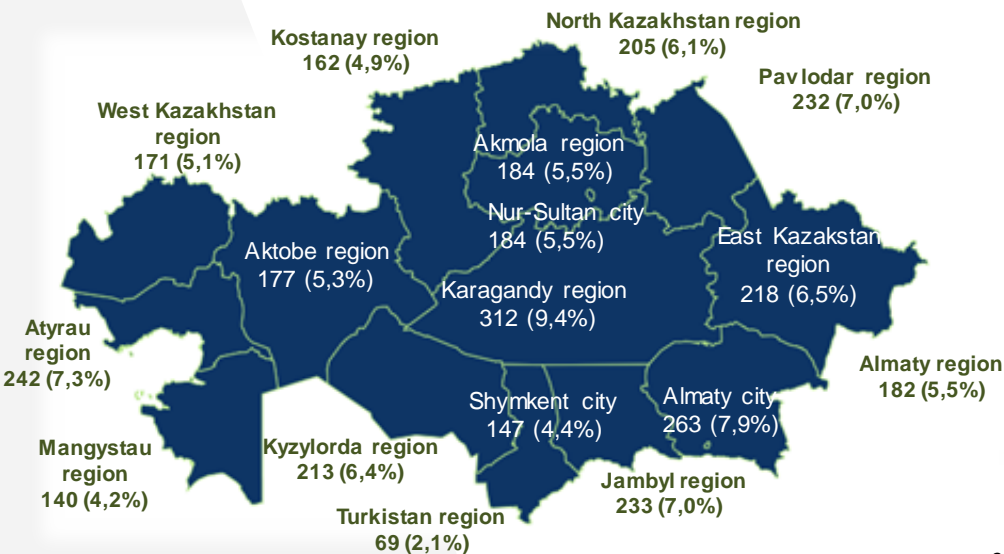 North Kazakhstan region
205 (6,1%)
Kostanay region
162 (4,9%)
Pavlodar region
232 (7,0%)
West Kazakhstan
region
171 (5,1%)
Akmola region
184 (5,5%)
Nur-Sultan city
184 (5,5%)
East Kazakstan
region
218 (6,5%)
Aktobe region
177 (5,3%)
Karagandy region
312 (9,4%)
Atyrau
region
242 (7,3%)
Almaty region
182 (5,5%)
Shymkent city
147 (4,4%)
Almaty city
263 (7,9%)
Mangystau
region
140 (4,2%)
Kyzylorda region
213 (6,4%)
Jambyl region
233 (7,0%)
Turkistan region
69 (2,1%)